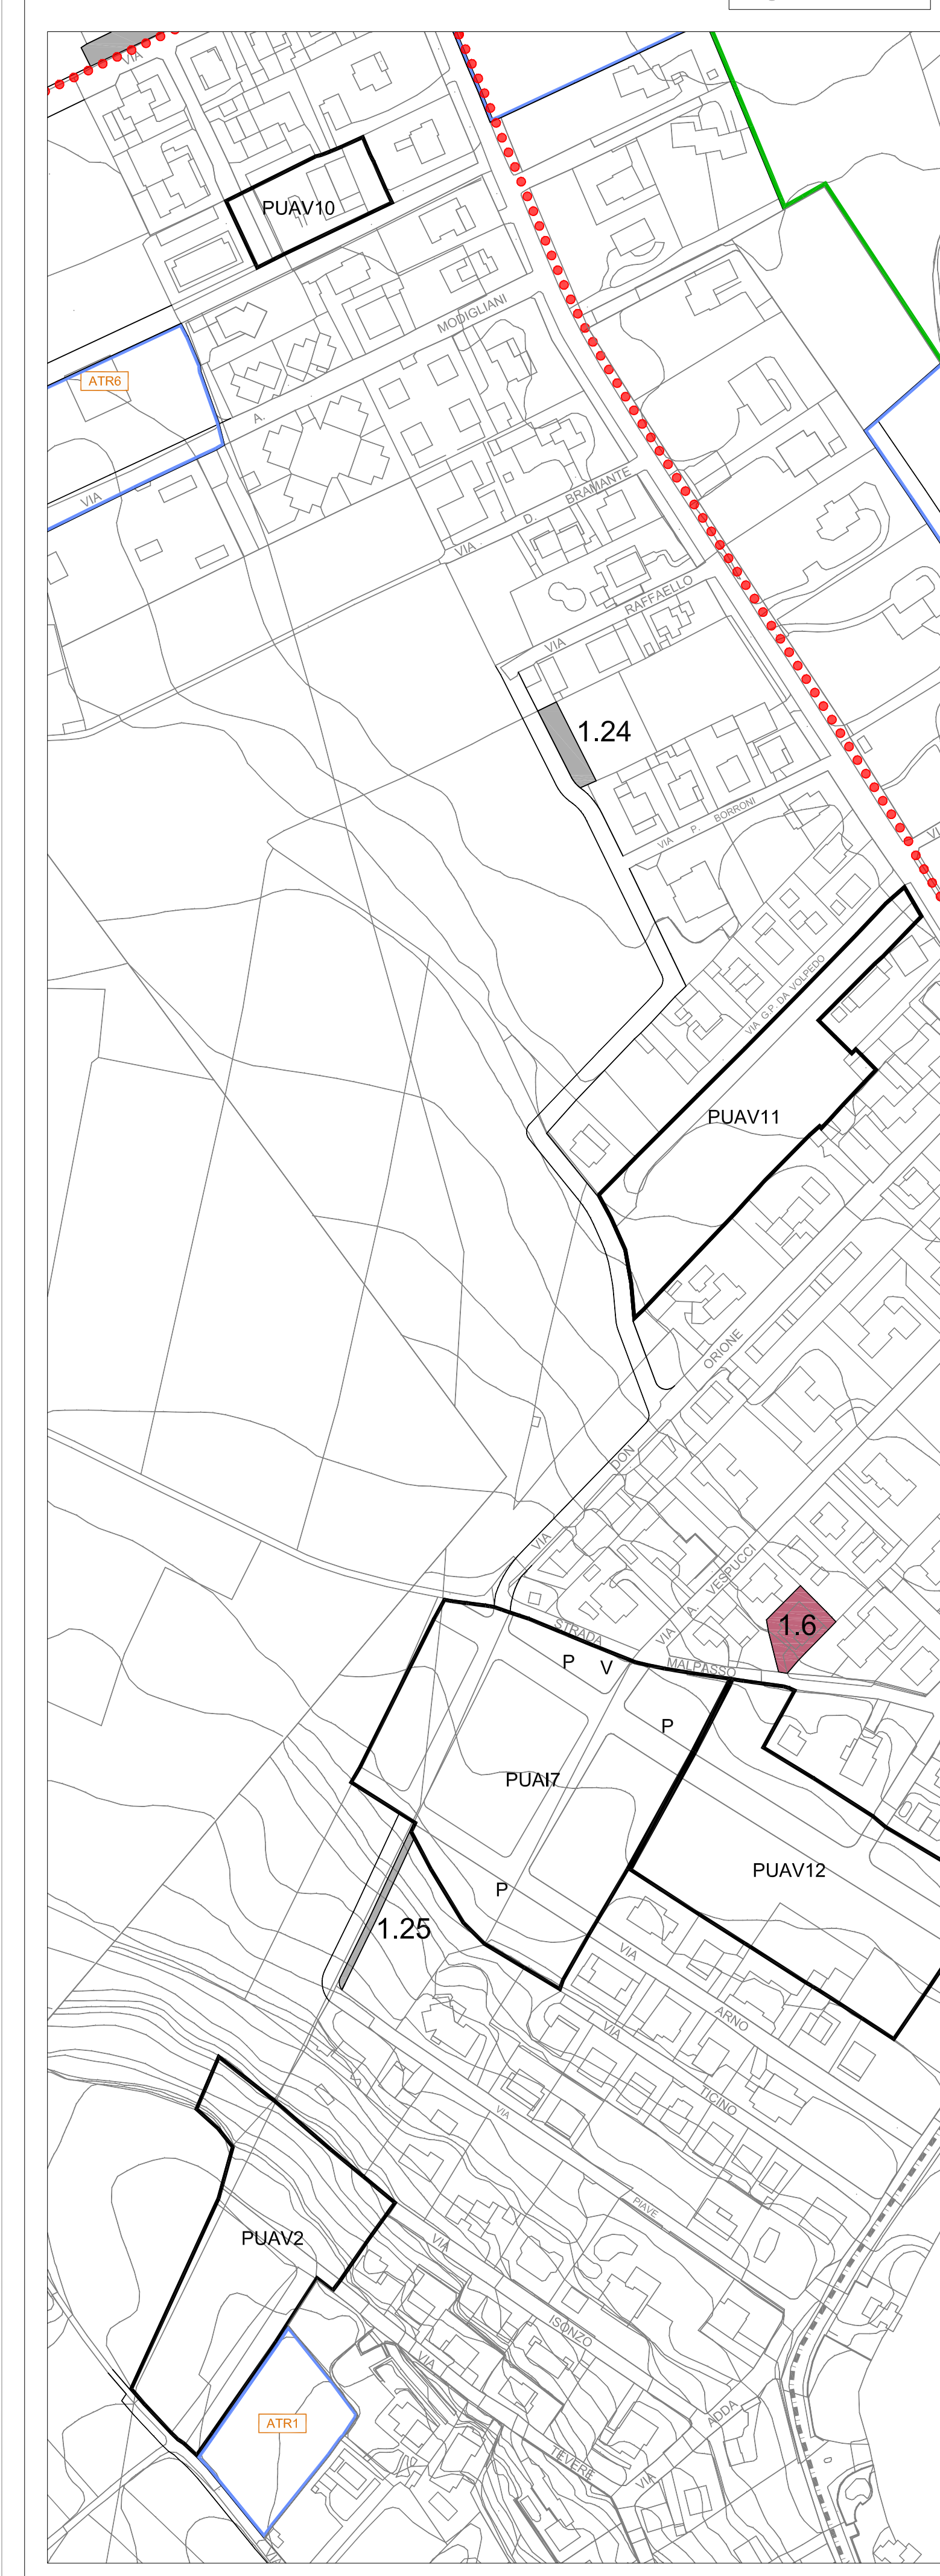 VIA
PUAV10
MODIGLIANI
A.
ATR6
VIA
BRAMANTE
D.
VIA
RAFFAELLO
VIA
1.24
BORRONI
P.
VIA
VIA G.P. DA VOLPEDO
PUAV11
ORIONE
DON
VIA
VESPUCCI
A.
VIA
1.6
STRADA
MALPASSO
P
V
P
PUAI7
PUAV12
P
1.25
VIA
ARNO
VIA
TICINO
VIA
PIAVE
PUAV2
VIA
ISONZO
VIA
ADDA
ATR1
TEVERE
VIA
VIA